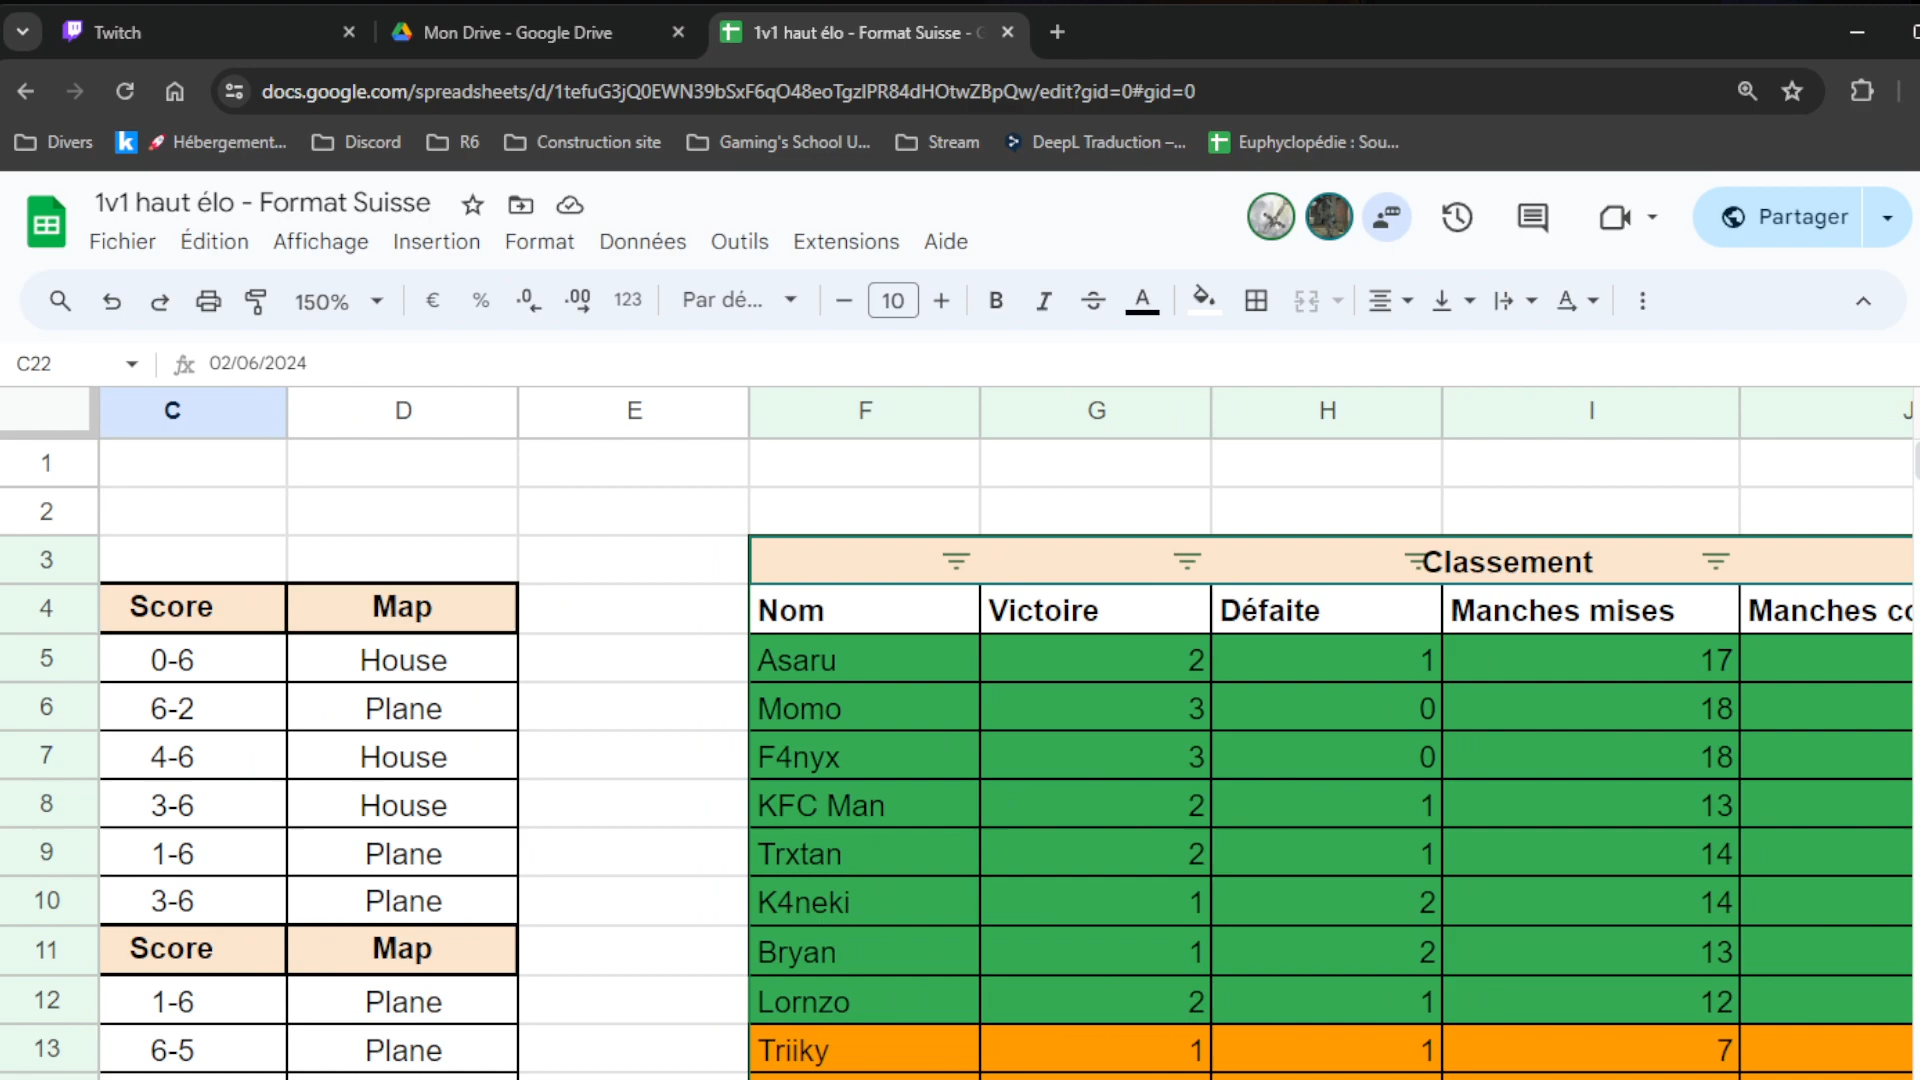 Twitch
Mon Drive - Google Drive
1v1 haut élo - Format Suisse -
docs.google.com/spreadsheets/d/1tefuG3jQ0EWN39bSxF6qO48eoTgzIPR84dHOtwZBpQw/edit?gid=0#gid=0
Divers
Hébergement...
Discord
R6
Construction site
Gaming's School U...
Stream
DeepL Traduction –...
Euphyclopédie : Sou...
1v1 haut élo - Format Suisse
Partager
Fichier Édition Affichage Insertion Format Données Outils Extensions Aide
150% € % .0 .00 123 Par dé... 10 B I A A
C22 fx 02/06/2024
C D E F G H I J
1
2
3 Classement
4 Score Map Nom Victoire Défaite Manches mises Manches
5 0-6 House Asaru 2 1 17
6 6-2 Plane Momo 3 0 18
7 4-6 House F4nyx 3 0 18
8 3-6 House KFC Man 2 1 13
9 1-6 Plane Trxtan 2 1 14
10 3-6 Plane K4neki 1 2 14
11 Score Map Bryan 1 2 13
12 1-6 Plane Lornzo 2 1 12
13 6-5 Plane Triiky 1 1 7